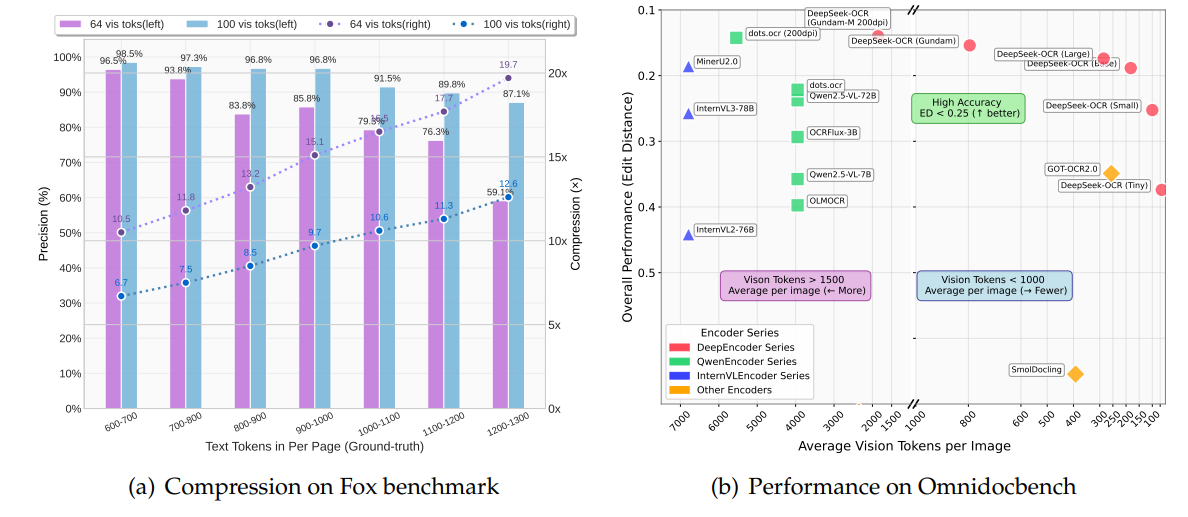 64 vis toks(left) 100 vis toks(left) 64 vis toks(right) 100 vis toks(right)
Precision (%)
100%
90%
80%
70%
60%
50%
40%
30%
20%
10%
0%
96.5% 98.5%
93.8% 97.3%
83.8% 96.8%
85.8% 96.8%
79.3% 91.5%
76.3% 89.8%
59.1% 87.1%
10.5 11.8 13.2 15.1 16.5 17.7 19.7
6.7 7.5 8.5 9.7 10.6 11.3 12.6
20x
15x
10x
5x
0x
Compression (×)
600-700 700-800 800-900 900-1000 1000-1100 1100-1200 1200-1300
Text Tokens in Per Page (Ground-truth)
(a) Compression on Fox benchmark
Overall Performance (Edit Distance)
0.1
0.2
0.3
0.4
0.5
DeepSeek-OCR
(Gundam-M 200dpi)
dots.ocr (200dpi)
DeepSeek-OCR (Gundam)
DeepSeek-OCR (Large)
DeepSeek-OCR (Base)
MinerU2.0
dots.ocr
Qwen2.5-VL-72B
High Accuracy
ED < 0.25 (↑ better)
DeepSeek-OCR (Small)
InternVL3-78B
OCRFlux-3B
GOT-OCR2.0
Qwen2.5-VL-7B
DeepSeek-OCR (Tiny)
OLMOCR
InternVL2-76B
Vison Tokens > 1500
Average per image (← More)
Vision Tokens < 1000
Average per image (→ Fewer)
SmolDocling
Encoder Series
DeepEncoder Series
QwenEncoder Series
InternVLEncoder Series
Other Encoders
7000 6000 5000 4000 3000 2000 1500 1000 800 600 500 400 300 250 200 150 100
Average Vision Tokens per Image
(b) Performance on Omnidocbench